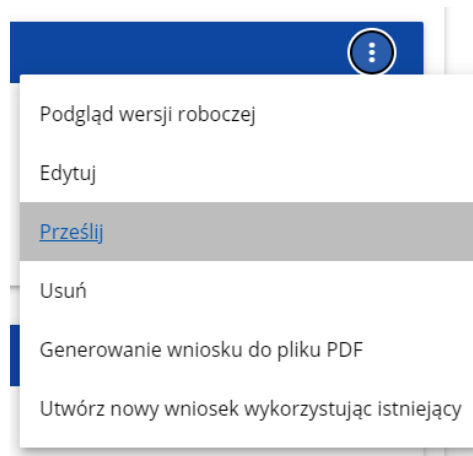 Podgląd wersji roboczej
Edytuj
Prześlij
Usuń
Generowanie wniosku do pliku PDF
Utwórz nowy wniosek wykorzystując istniejący